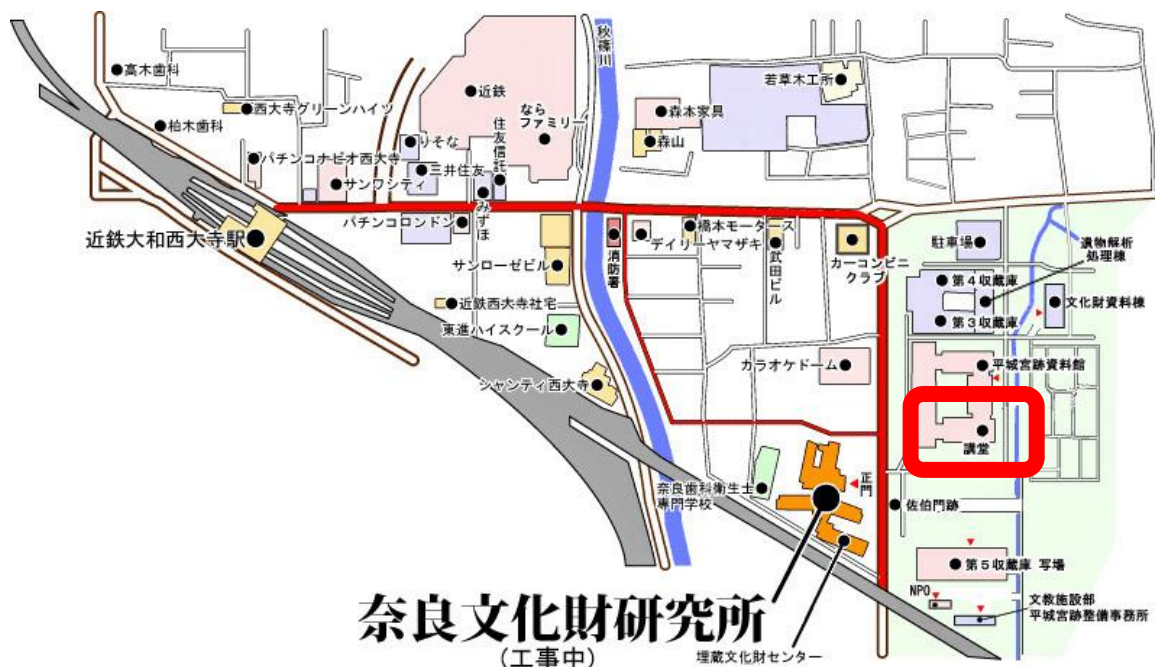 高木歯科
西大寺グリーンハイツ
柏木歯科
パチンコナビオ西大寺
サンワシティ
近鉄
なら
ファミリー
りそな
三井住友
住友信託
みずほ
パチンコロンドン
近鉄大和西大寺駅
秋篠川
若草木工所
森本家具
森山
サンローゼビル
消防署
デイリーヤマザキ
橋本モータース
武田ビル
カーコンビニ
クラブ
駐車場
遺物解析
処理棟
第4収蔵庫
文化財資料棟
第3収蔵庫
近鉄西大寺社宅
東進ハイスクール
シャンティ西大寺
カラオケドーム
平城宮跡資料館
講堂
奈良歯科衛生士
専門学校
正門
佐伯門跡
第5収蔵庫 写場
NPO
文教施設部
平城宮跡整備事務所
奈良文化財研究所
(工事中)
埋蔵文化財センター